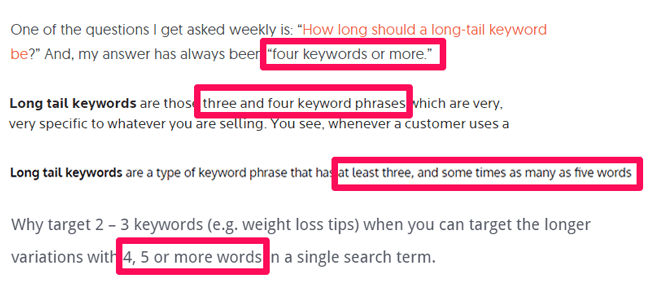 One of the questions I get asked weekly is: “How long should a long-tail keyword
be?” And, my answer has always been “four keywords or more.”
Long tail keywords are those three and four keyword phrases which are very,
very specific to whatever you are selling. You see, whenever a customer uses a
Long tail keywords are a type of keyword phrase that has at least three, and some times as many as five words
Why target 2 – 3 keywords (e.g. weight loss tips) when you can target the longer
variations with 4, 5 or more words in a single search term.